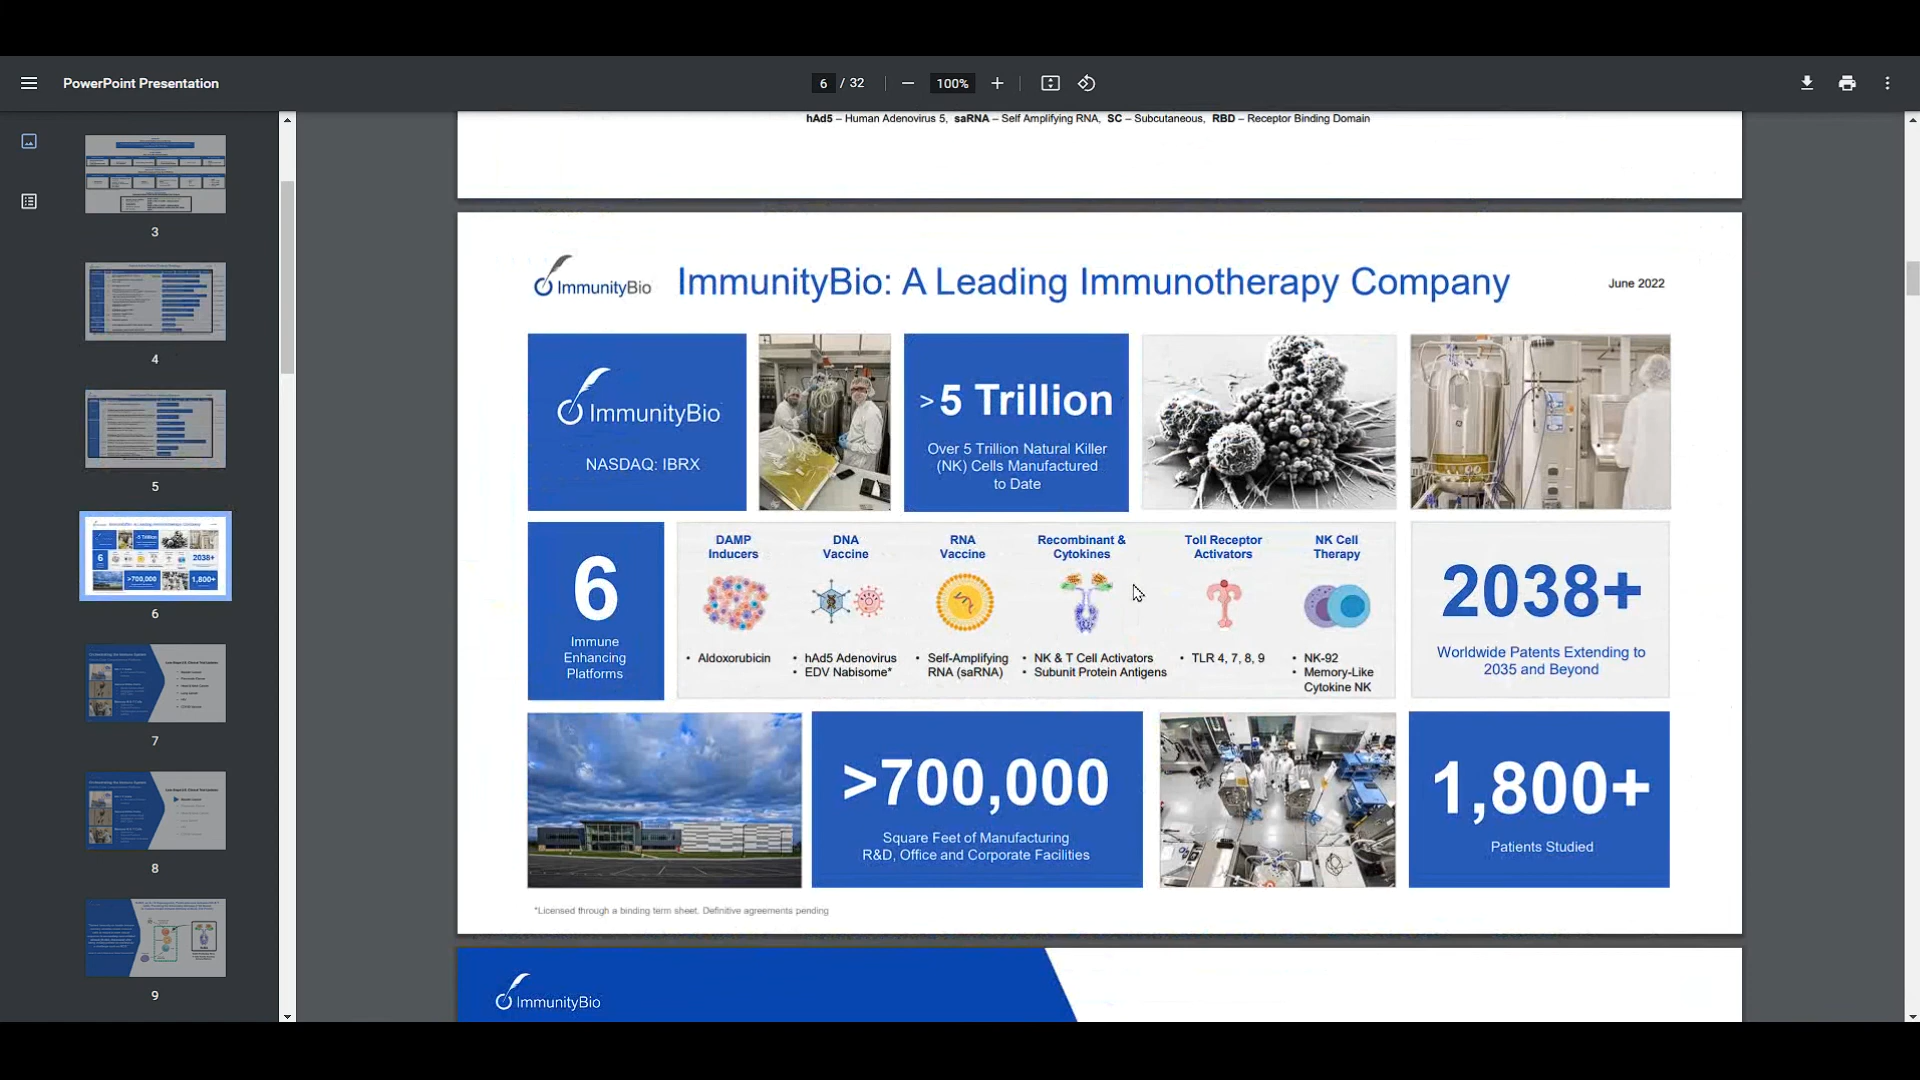 PowerPoint Presentation
6 / 32
100%
hAd5 – Human Adenovirus 5, saRNA – Self Amplifying RNA, SC – Subcutaneous, RBD – Receptor Binding Domain
3
4
5
6
7
8
9
ImmunityBio
ImmunityBio: A Leading Immunotherapy Company
June 2022
ImmunityBio
NASDAQ: IBRX
>5 Trillion
Over 5 Trillion Natural Killer
(NK) Cells Manufactured
to Date
6
Immune
Enhancing
Platforms
DAMP
Inducers
• Aldoxorubicin
DNA
Vaccine
• hAd5 Adenovirus
• EDV Nabisome*
RNA
Vaccine
• Self-Amplifying
RNA (saRNA)
Recombinant &
Cytokines
• NK & T Cell Activators
• Subunit Protein Antigens
Toll Receptor
Activators
• TLR 4, 7, 8, 9
NK Cell
Therapy
• NK-92
• Memory-Like
Cytokine NK
2038+
Worldwide Patents Extending to
2035 and Beyond
>700,000
Square Feet of Manufacturing
R&D, Office and Corporate Facilities
1,800+
Patients Studied
*Licensed through a binding term sheet. Definitive agreements pending
ImmunityBio